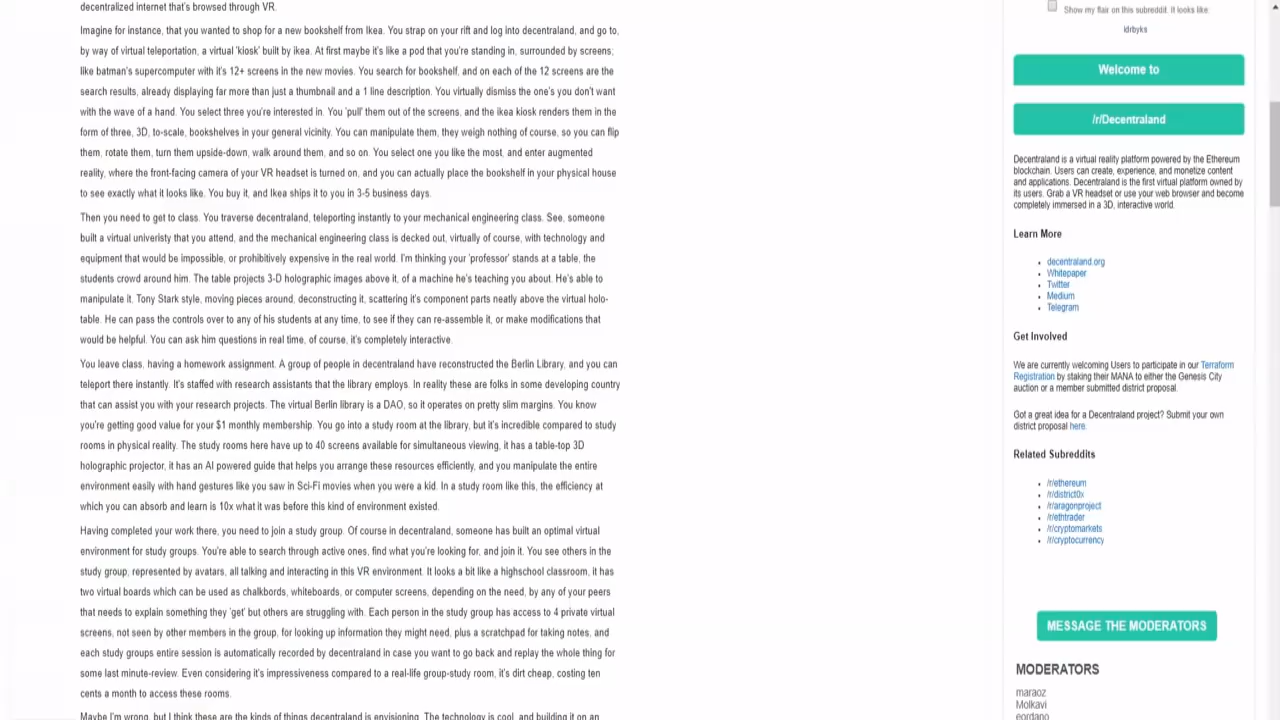 decentralized internet that's browsed through VR.
Imagine for instance, that you wanted to shop for a new bookshelf from Ikea. You strap on your rift and log into decentraland, and go to,
by way of virtual teleportation, a virtual 'kiosk' built by ikea. At first maybe it's like a pod that you're standing in, surrounded by screens;
like batman's supercomputer with it's 12+ screens in the new movies. You search for bookshelf, and on each of the 12 screens are the
search results, already displaying far more than just a thumbnail and a 1 line description. You virtually dismiss the one's you don't want
with the wave of a hand. You select three you're interested in. You 'pull' them out of the screens, and the ikea kiosk renders them in the
form of three, 3D, to-scale, bookshelves in your general vicinity. You can manipulate them, they weigh nothing of course, so you can flip
them, rotate them, turn them upside-down, walk around them, and so on. You select one you like the most, and enter augmented
reality, where the front-facing camera of your VR headset is turned on, and you can actually place the bookshelf in your physical house
to see exactly what it looks like. You buy it, and Ikea ships it to you in 3-5 business days.
Then you need to get to class. You traverse decentraland, teleporting instantly to your mechanical engineering class. See, someone
built a virtual univeristy that you attend, and the mechanical engineering class is decked out, virtually of course, with technology and
equipment that would be impossible, or prohibitively expensive in the real world. I'm thinking your 'professor' stands at a table, the
students crowd around him. The table projects 3-D holographic images above it, of a machine he's teaching you about. He's able to
manipulate it, Tony Stark style, moving pieces around, deconstructing it, scattering it's component parts neatly above the virtual holo-
table. He can pass the controls over to any of his students at any time, to see if they can re-assemble it, or make modifications that
would be helpful. You can ask him questions in real time, of course, it's completely interactive.
You leave class, having a homework assignment. A group of people in decentraland have reconstructed the Berlin Library, and you can
teleport there instantly. It's staffed with research assistants that the library employs. In reality these are folks in some developing country
that can assist you with your research projects. The virtual Berlin library is a DAO, so it operates on pretty slim margins. You know
you're getting good value for your $1 monthly membership. You go into a study room at the library, but it's incredible compared to study
rooms in physical reality. The study rooms here have up to 40 screens available for simultaneous viewing, it has a table-top 3D
holographic projector, it has an AI powered guide that helps you arrange these resources efficiently, and you manipulate the entire
environment easily with hand gestures like you saw in Sci-Fi movies when you were a kid. In a study room like this, the efficiency at
which you can absorb and learn is 10x what it was before this kind of environment existed.
Having completed your work there, you need to join a study group. Of course in decentraland, someone has built an optimal virtual
environment for study groups. You're able to search through active ones, find what you're looking for, and join it. You see others in the
study group, represented by avatars, all talking and interacting in this VR environment. It looks a bit like a highschool classroom, it has
two virtual boards which can be used as chalkbords, whiteboards, or computer screens, depending on the need, by any of your peers
that needs to explain something they 'get' but others are struggling with. Each person in the study group has access to 4 private virtual
screens, not seen by other members in the group, for looking up information they might need, plus a scratchpad for taking notes, and
each study groups entire session is automatically recorded by decentraland in case you want to go back and replay the whole thing for
some last minute-review. Even considering it's impressiveness compared to a real-life group-study room, it's dirt cheap, costing ten
cents a month to access these rooms.
Maybe I'm wrong, but I think these are the kinds of things decentraland is envisioning. The technology is cool, and building it on an
Show my flair on this subreddit. It looks like:
idrbyks
Welcome to
/r/Decentraland
Decentraland is a virtual reality platform powered by the Ethereum
blockchain. Users can create, experience, and monetize content
and applications. Decentraland is the first virtual platform owned by
its users. Grab a VR headset or use your web browser and become
completely immersed in a 3D, interactive world.
Learn More
decentraland.org
Whitepaper
Twitter
Medium
Telegram
Get Involved
We are currently welcoming Users to participate in our Terraform
Registration by staking their MANA to either the Genesis City
auction or a member submitted district proposal.
Got a great idea for a Decentraland project? Submit your own
district proposal here.
Related Subreddits
/r/ethereum
/r/district0x
/r/aragonproject
/r/ethtrader
/r/cryptomarkets
/r/cryptocurrency
MESSAGE THE MODERATORS
MODERATORS
maraoz
Molkavi
eordano